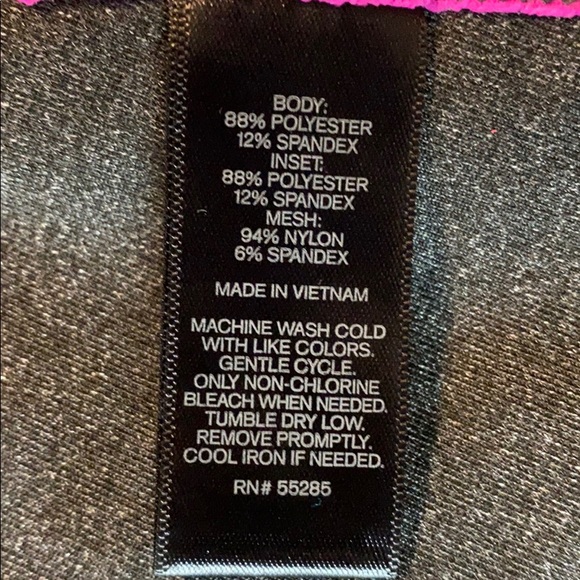 BODY:
88% POLYESTER
12% SPANDEX
INSET:
88% POLYESTER
12% SPANDEX
MESH:
94% NYLON
6% SPANDEX
MADE IN VIETNAM
MACHINE WASH COLD
WITH LIKE COLORS.
GENTLE CYCLE.
ONLY NON-CHLORINE
BLEACH WHEN NEEDED.
TUMBLE DRY LOW.
REMOVE PROMPTLY.
COOL IRON IF NEEDED.
RN# 55285